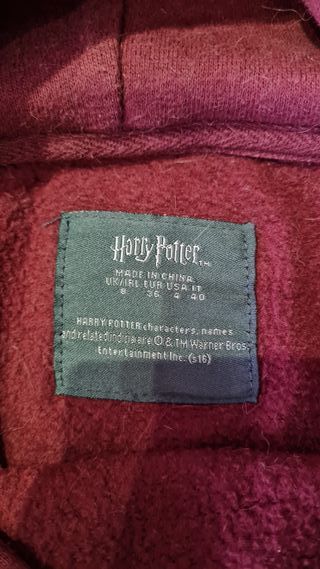 Harry Potter™
MADE IN CHINA
UK/IRL EUR USA IT
8 36 4 40
HARRY POTTER characters, names
and related indicia are © & TM Warner Bros.
Entertainment Inc. (s16)